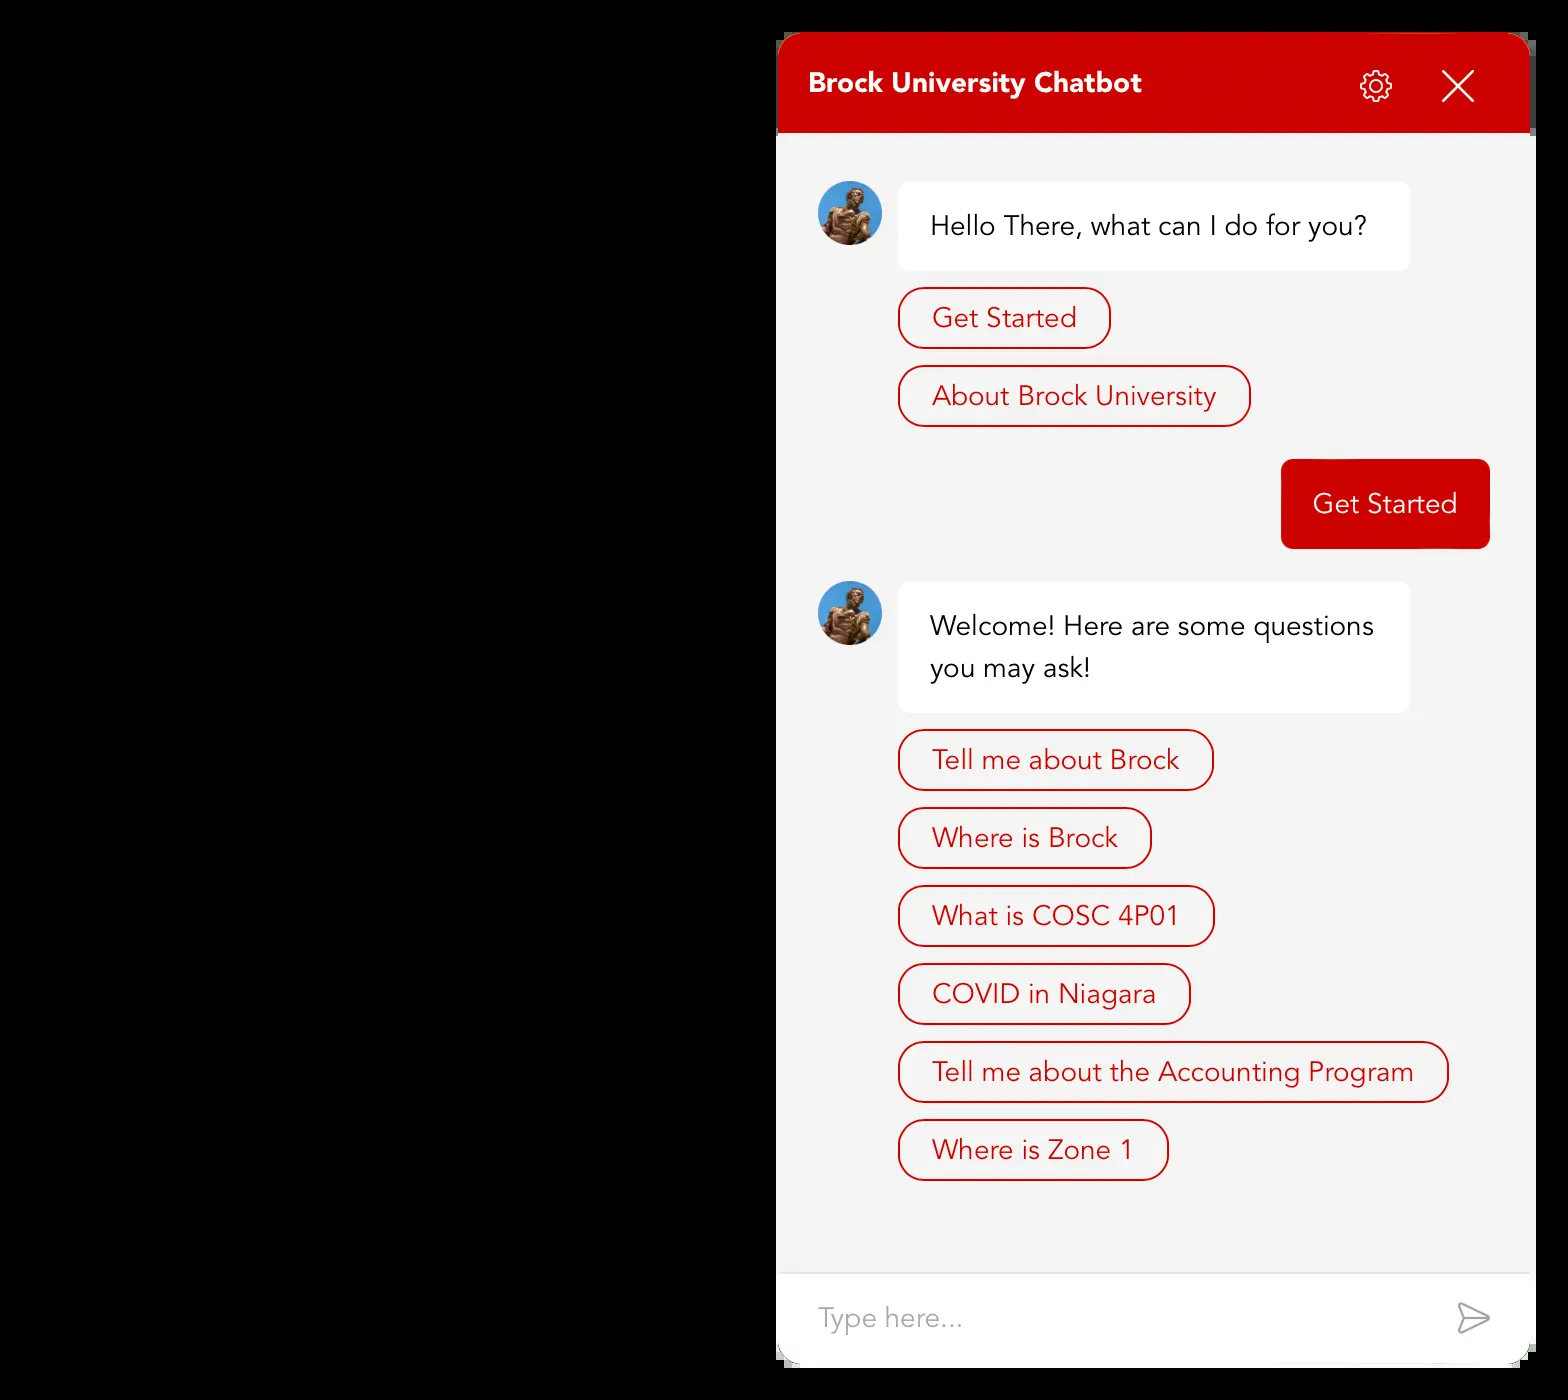 Brock University Chatbot
Hello There, what can I do for you?
Get Started
About Brock University
Get Started
Welcome! Here are some questions
you may ask!
Tell me about Brock
Where is Brock
What is COSC 4P01
COVID in Niagara
Tell me about the Accounting Program
Where is Zone 1
Type here...